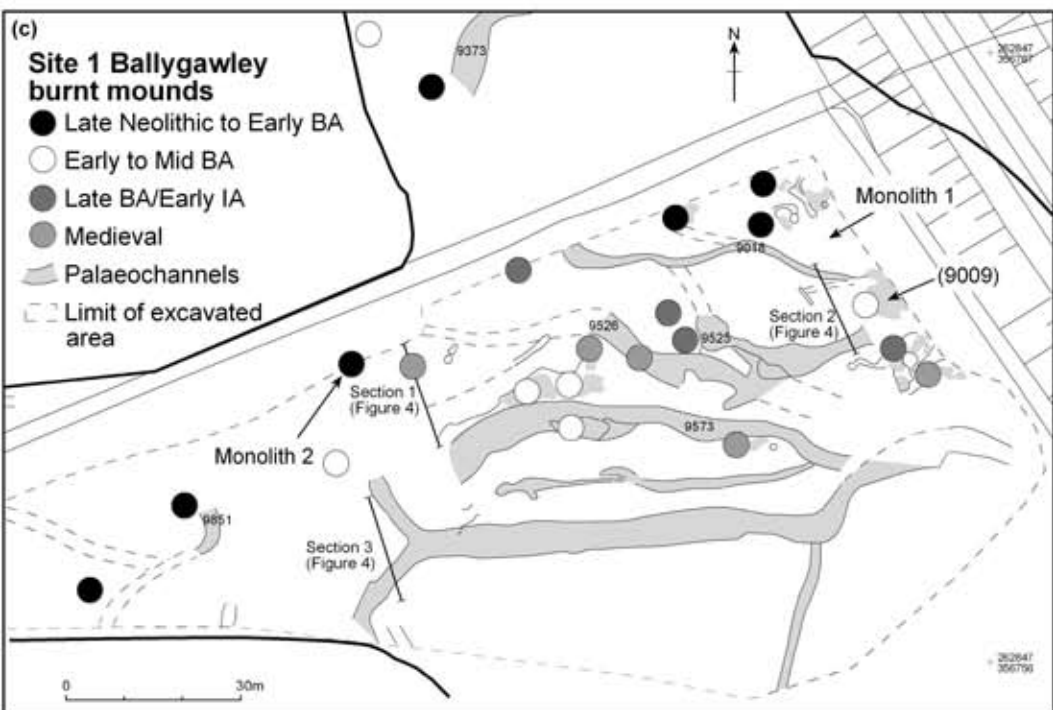 (c)
Site 1 Ballygawley
burnt mounds
Late Neolithic to Early BA
Early to Mid BA
Late BA/Early IA
Medieval
Palaeochannels
Limit of excavated
area
9373
N
262847
356787
Monolith 1
9018
(9009)
Section 2
(Figure 4)
9526
9525
Section 1
(Figure 4)
9573
Monolith 2
9851
Section 3
(Figure 4)
262847
356756
0
30m